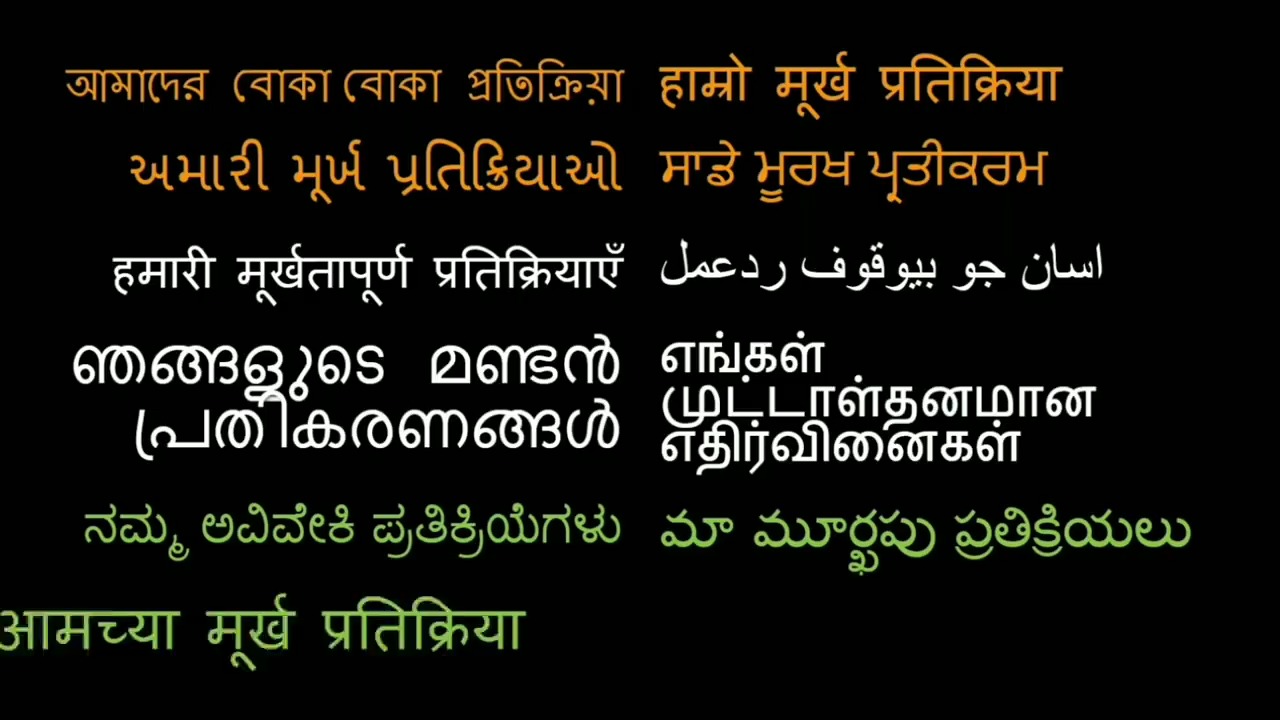 আমাদের বোকা বোকা প্রতিক্রিয়া
हाम्रो मूर्ख प्रतिक्रिया
અમારી મૂર્ખ પ્રતિક્રિયાઓ
ਸਾਡੇ ਮੂਰਖ ਪ੍ਰਤੀਕਰਮ
हमारी मूर्खतापूर्ण प्रतिक्रियाएँ
اسان جو بيوقوف ردعمل
ഞങ്ങളുടെ മണ്ടൻ
പ്രതികരണങ്ങൾ
எங்கள்
முட்டாள்தனமான
எதிர்வினைகள்
ನಮ್ಮ ಅವಿವೇಕಿ ಪ್ರತಿಕ್ರಿಯೆಗಳು
మా మూర్ఖపు ప్రతిక్రియలు
आमच्या मूर्ख प्रतिक्रिया